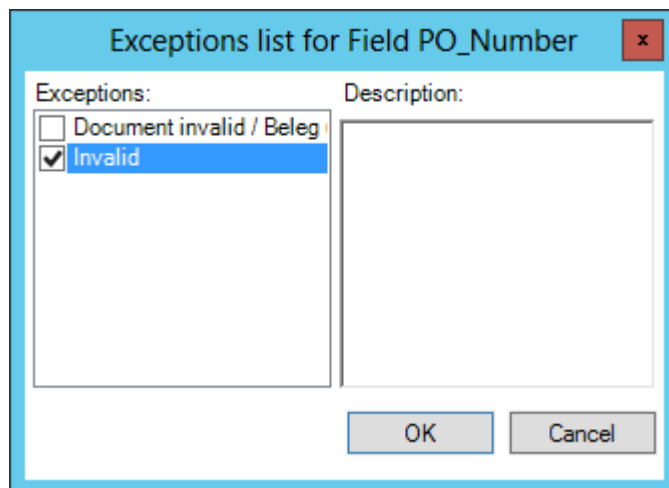 Exceptions list for Field PO_Number
x
Exceptions:
Description:
Document invalid / Beleg
Invalid
OK
Cancel